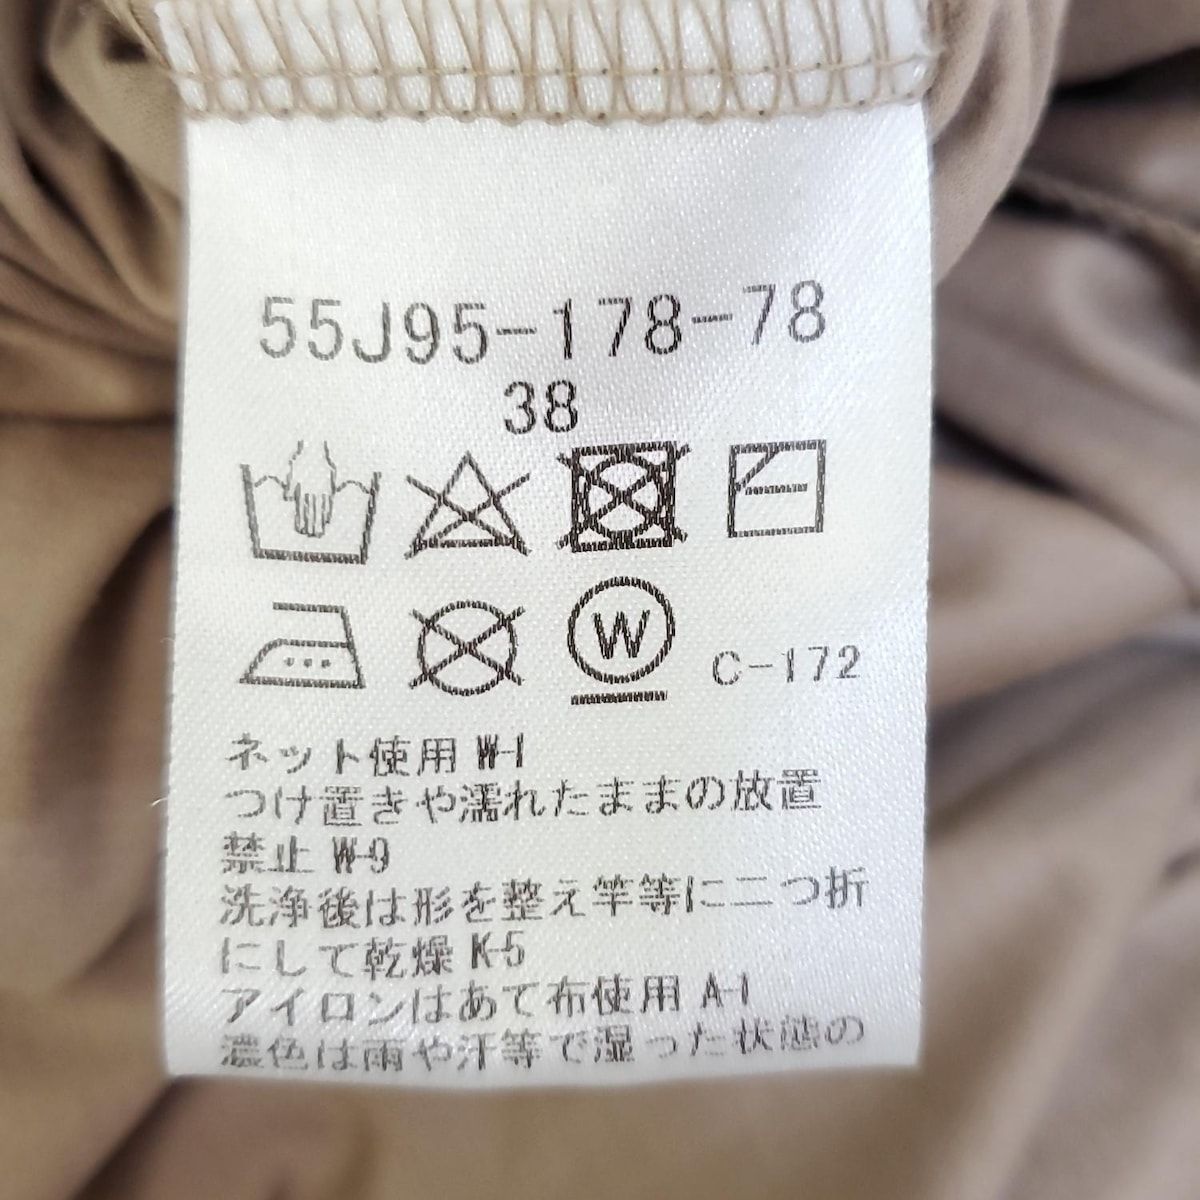 55J95-178-78
38
W
C-172
ネット使用 W-1
つけ置きや濡れたままの放置
禁止 W-9
洗浄後は形を整え竿等に二つ折
にして乾燥 K-5
アイロンはあて布使用 A-1
濃色は雨や汗等で湿った状態の